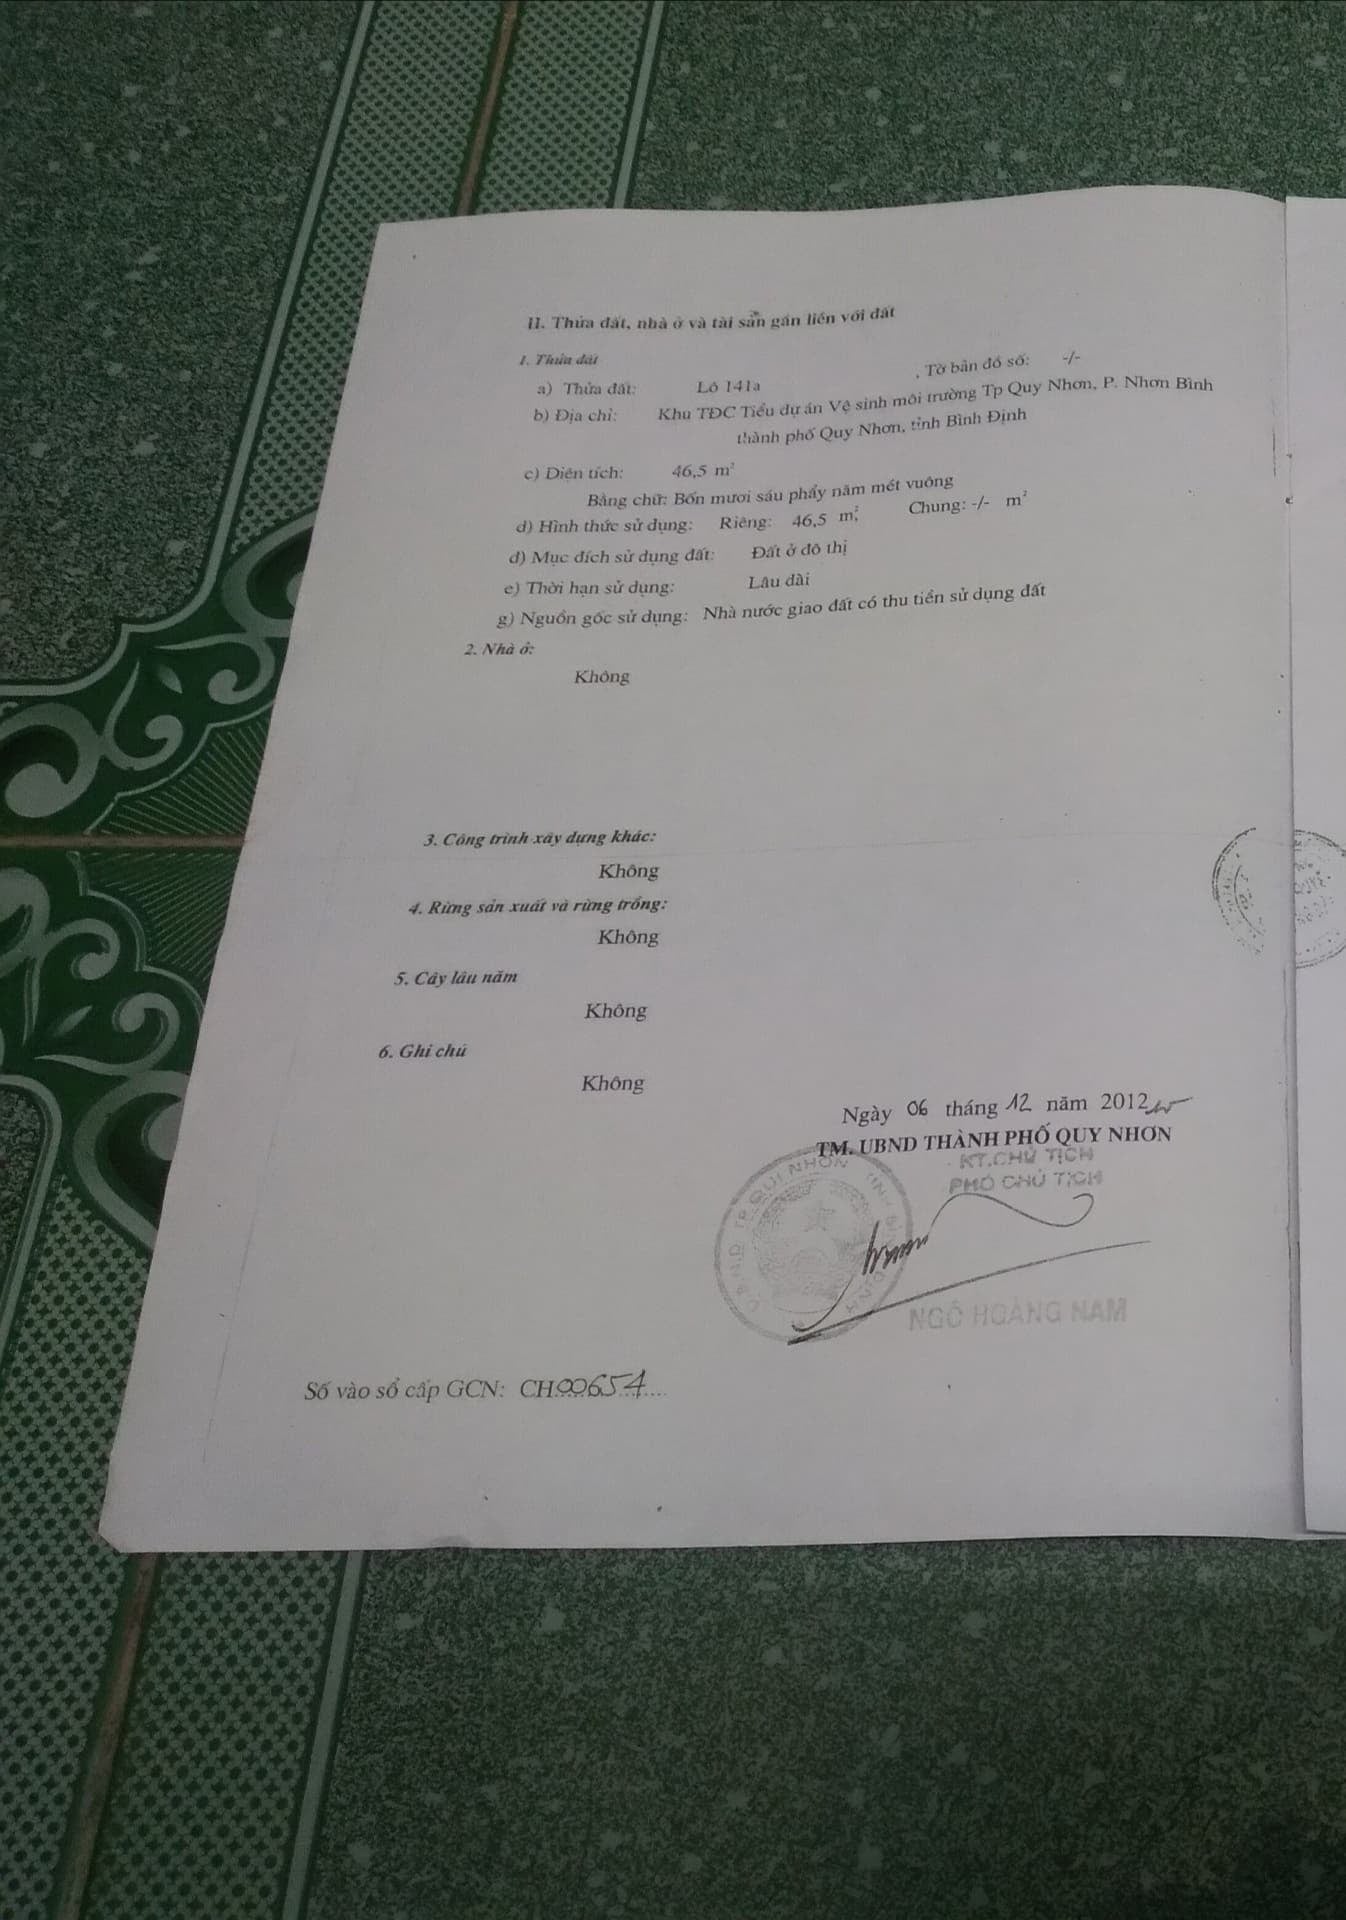 II. Thửa đất, nhà ở và tài sản gắn liền với đất
1. Thửa đất
a) Thửa đất: Lô 141a , Tờ bản đồ số: -/-
b) Địa chỉ: Khu TĐC Tiểu dự án Vệ sinh môi trường Tp Quy Nhơn, P. Nhơn Bình
thành phố Quy Nhơn, tỉnh Bình Định
c) Diện tích: 46,5 m²
Bằng chữ: Bốn mươi sáu phẩy năm mét vuông
d) Hình thức sử dụng: Riêng: 46,5 m²; Chung: -/- m²
đ) Mục đích sử dụng đất: Đất ở đô thị
e) Thời hạn sử dụng: Lâu dài
g) Nguồn gốc sử dụng: Nhà nước giao đất có thu tiền sử dụng đất
2. Nhà ở:
Không
3. Công trình xây dựng khác:
Không
4. Rừng sản xuất và rừng trồng:
Không
5. Cây lâu năm
Không
6. Ghi chú
Không
Ngày 06 tháng 12 năm 2012
TM. UBND THÀNH PHỐ QUY NHƠN
KT.CHỦ TỊCH
PHÓ CHỦ TỊCH
U.B.N.D TP.QUI NHƠN
NGÔ HOÀNG NAM
Số vào sổ cấp GCN: CH00654